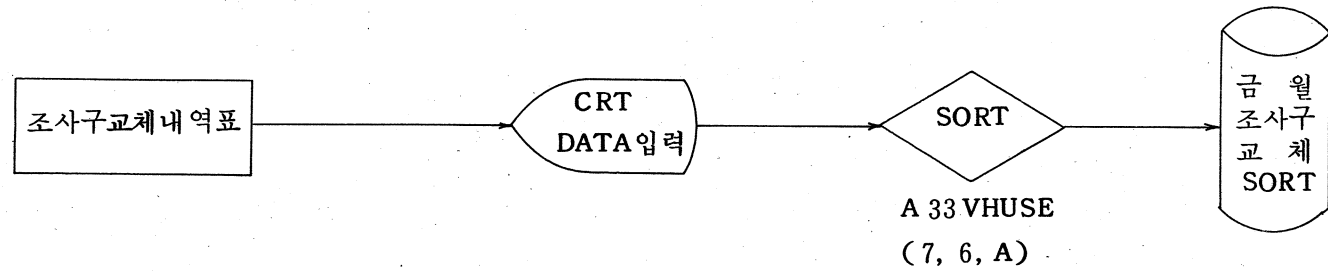 조사구교체내역표
CRT
DATA입력
SORT
A 33 VHUSE
(7, 6, A)
금 월
조사구
교 체
SORT